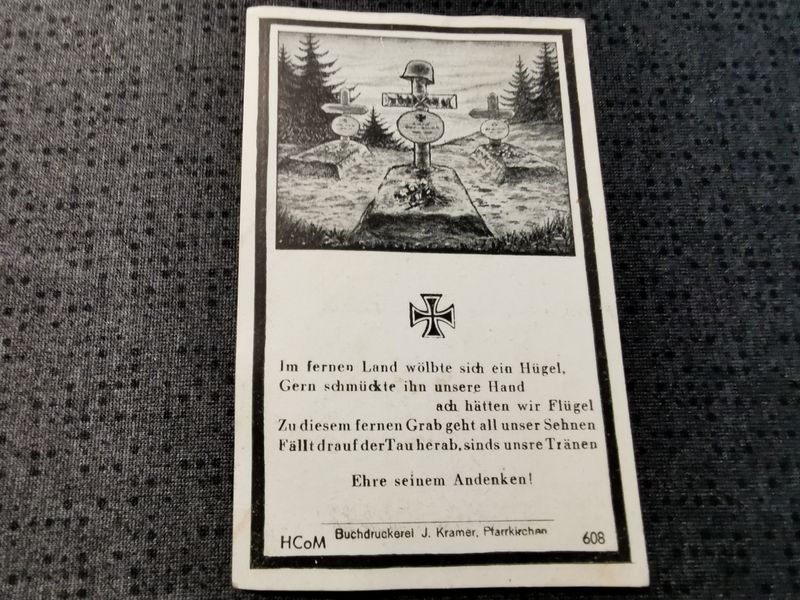 Im fernen Land wölbte sich ein Hügel,
Gern schmückte ihn unsere Hand
ach hätten wir Flügel
Zu diesem fernen Grab geht all unser Sehnen
Fällt drauf der Tau herab, sinds unsre Tränen
Ehre seinem Andenken!
HCoM Buchdruckerei J. Kramer, Pfarrkirchen 608